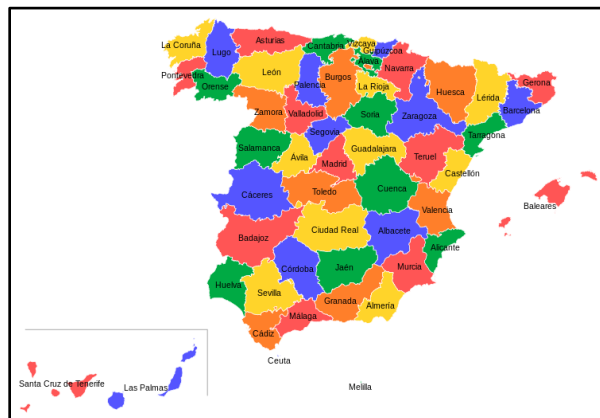 La Coruña
Lugo
Asturias
Cantabria
Vizcaya
Guipúzcoa
Álava
Navarra
Pontevedra
Orense
León
Palencia
Burgos
La Rioja
Huesca
Lérida
Gerona
Barcelona
Zamora
Valladolid
Soria
Zaragoza
Tarragona
Salamanca
Segovia
Ávila
Madrid
Guadalajara
Teruel
Castellón
Cáceres
Toledo
Cuenca
Valencia
Baleares
Badajoz
Ciudad Real
Albacete
Alicante
Huelva
Sevilla
Córdoba
Jaén
Murcia
Granada
Almería
Málaga
Cádiz
Ceuta
Melilla
Santa Cruz de Tenerife
Las Palmas